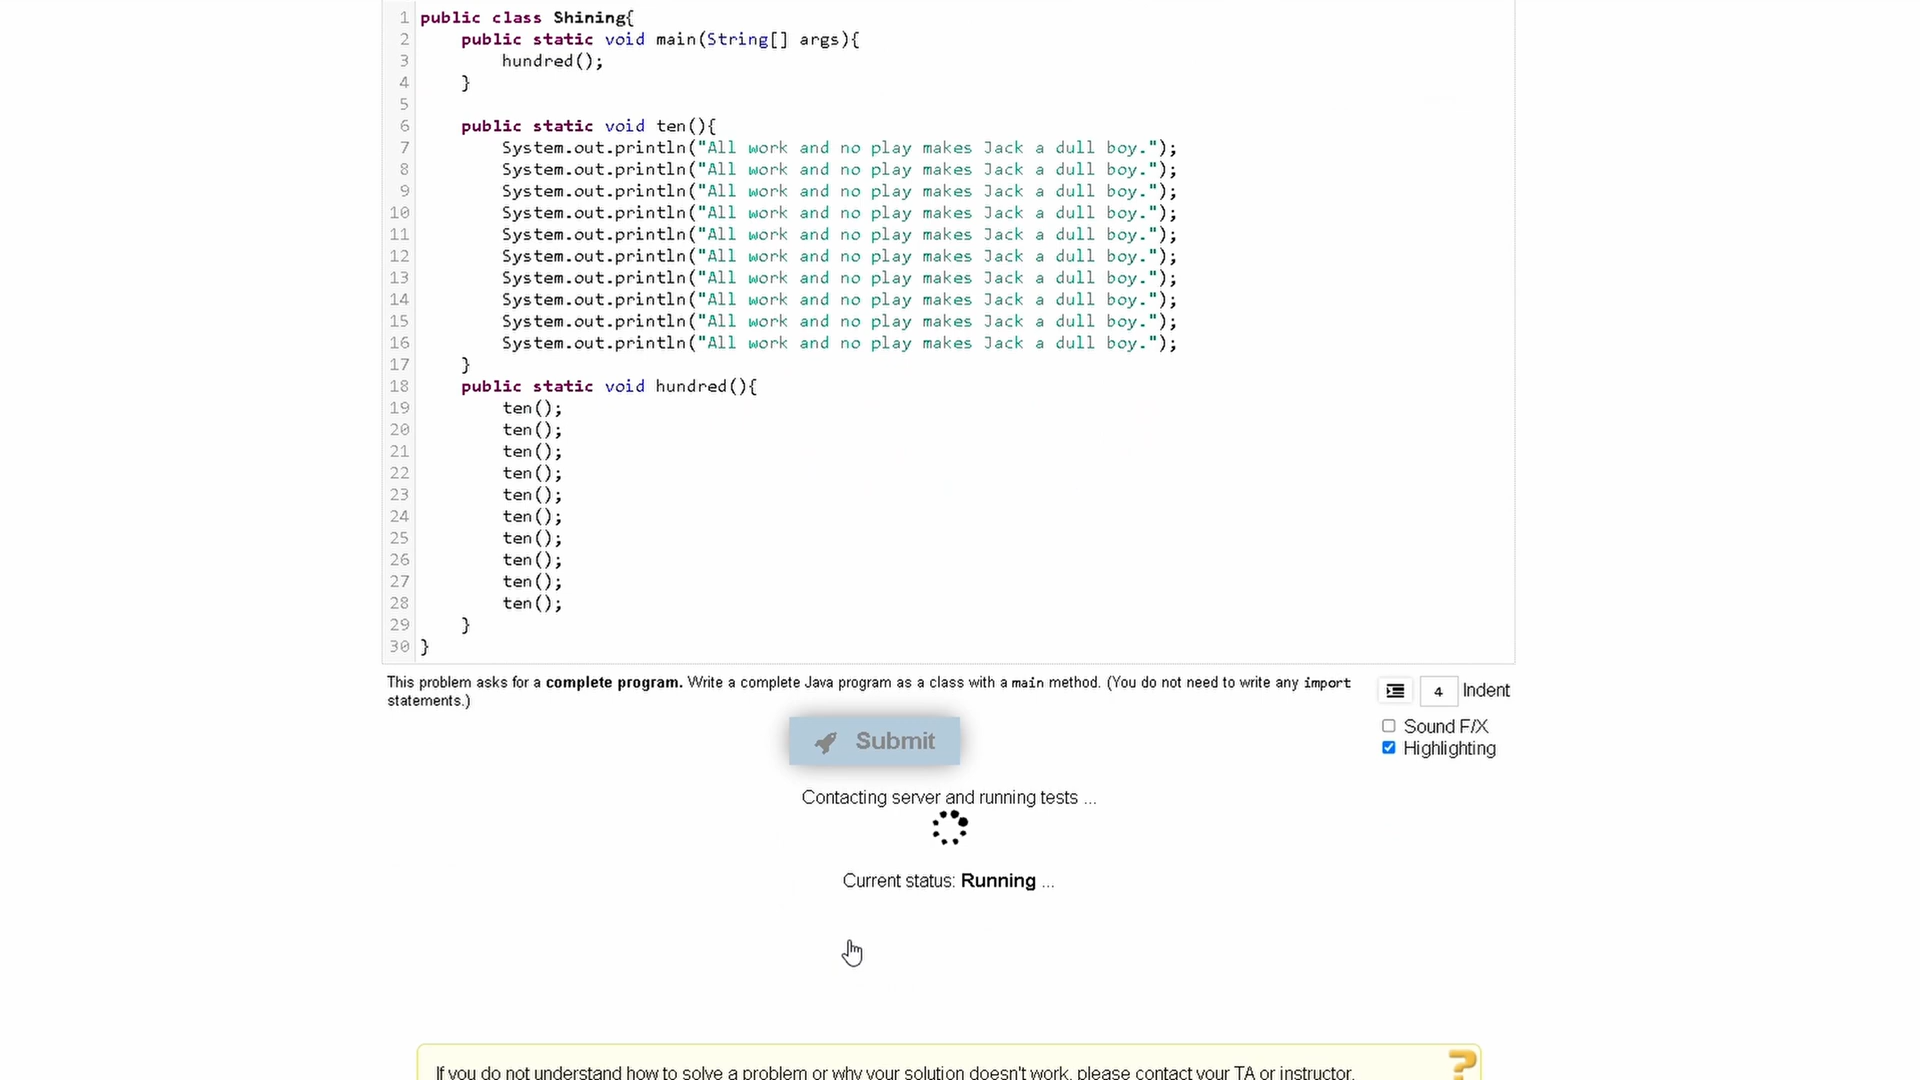 1 public class Shining{
2     public static void main(String[] args){
3         hundred();
4     }
5
6     public static void ten(){
7         System.out.println("All work and no play makes Jack a dull boy.");
8         System.out.println("All work and no play makes Jack a dull boy.");
9         System.out.println("All work and no play makes Jack a dull boy.");
10         System.out.println("All work and no play makes Jack a dull boy.");
11         System.out.println("All work and no play makes Jack a dull boy.");
12         System.out.println("All work and no play makes Jack a dull boy.");
13         System.out.println("All work and no play makes Jack a dull boy.");
14         System.out.println("All work and no play makes Jack a dull boy.");
15         System.out.println("All work and no play makes Jack a dull boy.");
16         System.out.println("All work and no play makes Jack a dull boy.");
17     }
18     public static void hundred(){
19         ten();
20         ten();
21         ten();
22         ten();
23         ten();
24         ten();
25         ten();
26         ten();
27         ten();
28         ten();
29     }
30 }
This problem asks for a complete program. Write a complete Java program as a class with a main method. (You do not need to write any import
statements.)
4 Indent
Sound F/X
Highlighting
Submit
Contacting server and running tests ...
Current status: Running ...
If you do not understand how to solve a problem or why your solution doesn't work, please contact your TA or instructor.